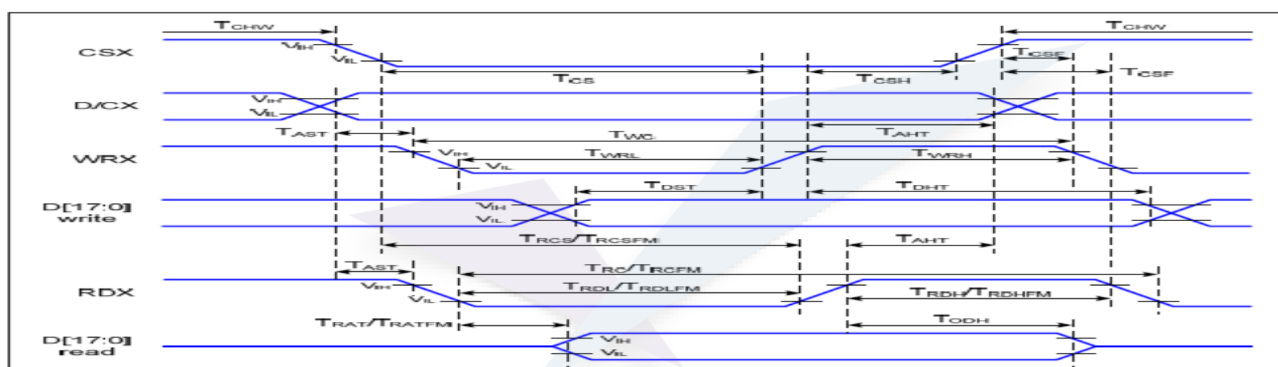 TCHW TCHW
CSX VIH
VIL TCSF
TCS TCSH TCSF
D/CX VIH
VIL
TAST TWC TAHT
WRX VIH VIL TWRL TWRH
TDST TDHT
D[17:0] VIH
write VIL
TRCS/TRCSFM TAHT
TAST TRC/TRCFM
RDX VIH
VIL TRDL/TRDLFM TRDH/TRDHFM
TRAT/TRATFM TODH
D[17:0] VIH
read VIL